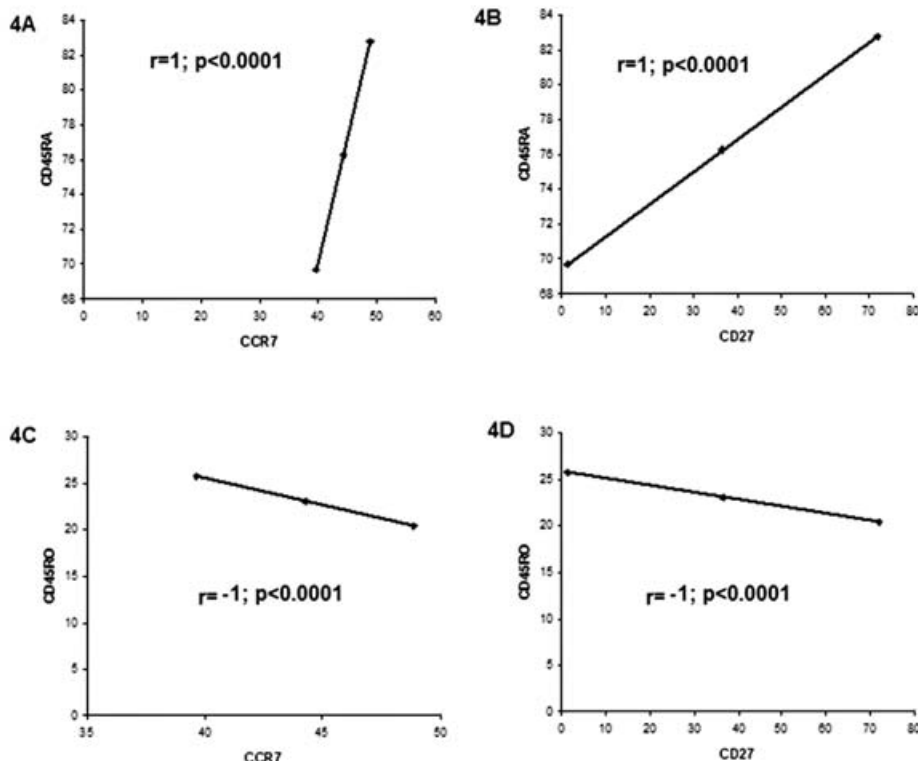 4A
r=1; p<0.0001
CD45RA
84
82
80
78
76
74
72
70
68
0 10 20 30 40 50 60
CCR7
4B
r=1; p<0.0001
CD45RA
84
82
80
78
76
74
72
70
68
0 10 20 30 40 50 60 70 80
CD27
4C
r= -1; p<0.0001
CD45RO
30
25
20
15
10
5
0
35 40 45 50
CCR7
4D
r= -1; p<0.0001
CD45RO
30
25
20
15
10
5
0
0 10 20 30 40 50 60 70 80
CD27